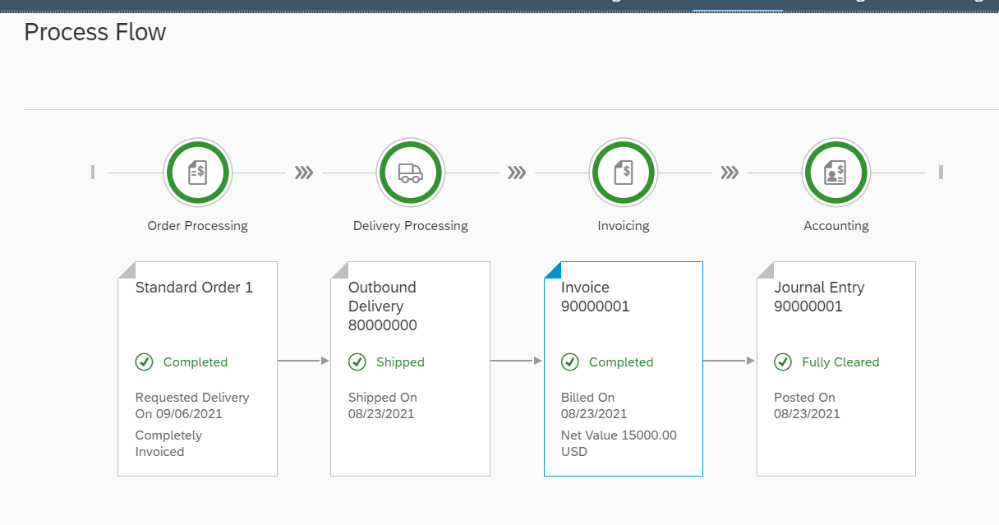 Process Flow
Order Processing
Delivery Processing
Invoicing
Accounting
Standard Order 1
Completed
Requested Delivery
On 09/06/2021
Completely
Invoiced
Outbound
Delivery
80000000
Shipped
Shipped On
08/23/2021
Invoice
90000001
Completed
Billed On
08/23/2021
Net Value 15000.00
USD
Journal Entry
90000001
Fully Cleared
Posted On
08/23/2021